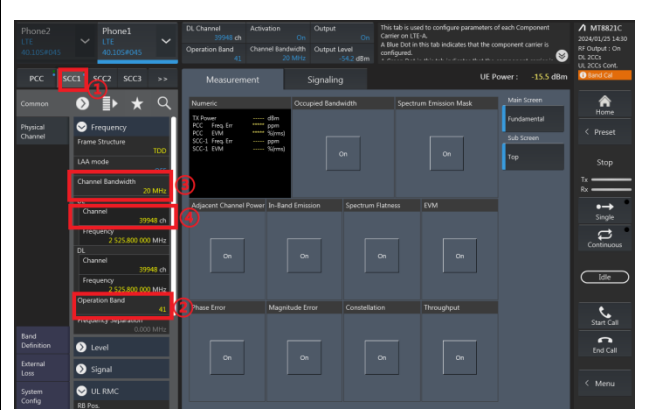 Phone2
LTE
40.105#045
Phone1
LTE
40.105#045
DL Channel
39948 ch
Activation
On
Output
On
Operation Band
41
Channel Bandwidth
20 MHz
Output Level
-54.2 dBm
This tab is used to configure parameters of each Component
Carrier on LTE-A.
A Blue Dot in this tab indicates that the component carrier is
configured.
MT8821C
2024/01/25 14:30
RF Output : On
DL 2CCs
UL 2CCs Cont.
Band Cal
PCC
SCC1
SCC2
SCC3
>>
①
Measurement
Signaling
UE Power : -15.5 dBm
Common
Physical
Channel
Frequency
Frame Structure
TDD
LAA mode
Channel Bandwidth
20 MHz
③
Channel
39948 ch
④
Frequency
2 525.800 000 MHz
DL
Channel
39948 ch
Frequency
2 525.800 000 MHz
Operation Band
41
②
Frequency Separation
0.000 MHz
Level
Signal
UL RMC
RB Pos.
Band
Definition
External
Loss
System
Config
Numeric
TX Power ----- dBm
PCC Freq. Err ***** ppm
PCC EVM ***** %(rms)
SCC-1 Freq. Err ----- ppm
SCC-1 EVM ----- %(rms)
Occupied Bandwidth
On
Spectrum Emission Mask
On
Main Screen
Fundamental
Sub Screen
Top
Adjacent Channel Power
On
In-Band Emission
On
Spectrum Flatness
On
EVM
On
Phase Error
On
Magnitude Error
On
Constellation
On
Throughput
On
Home
< Preset
Stop
Tx
Rx
Single
Continuous
Idle
Start Call
End Call
< Menu